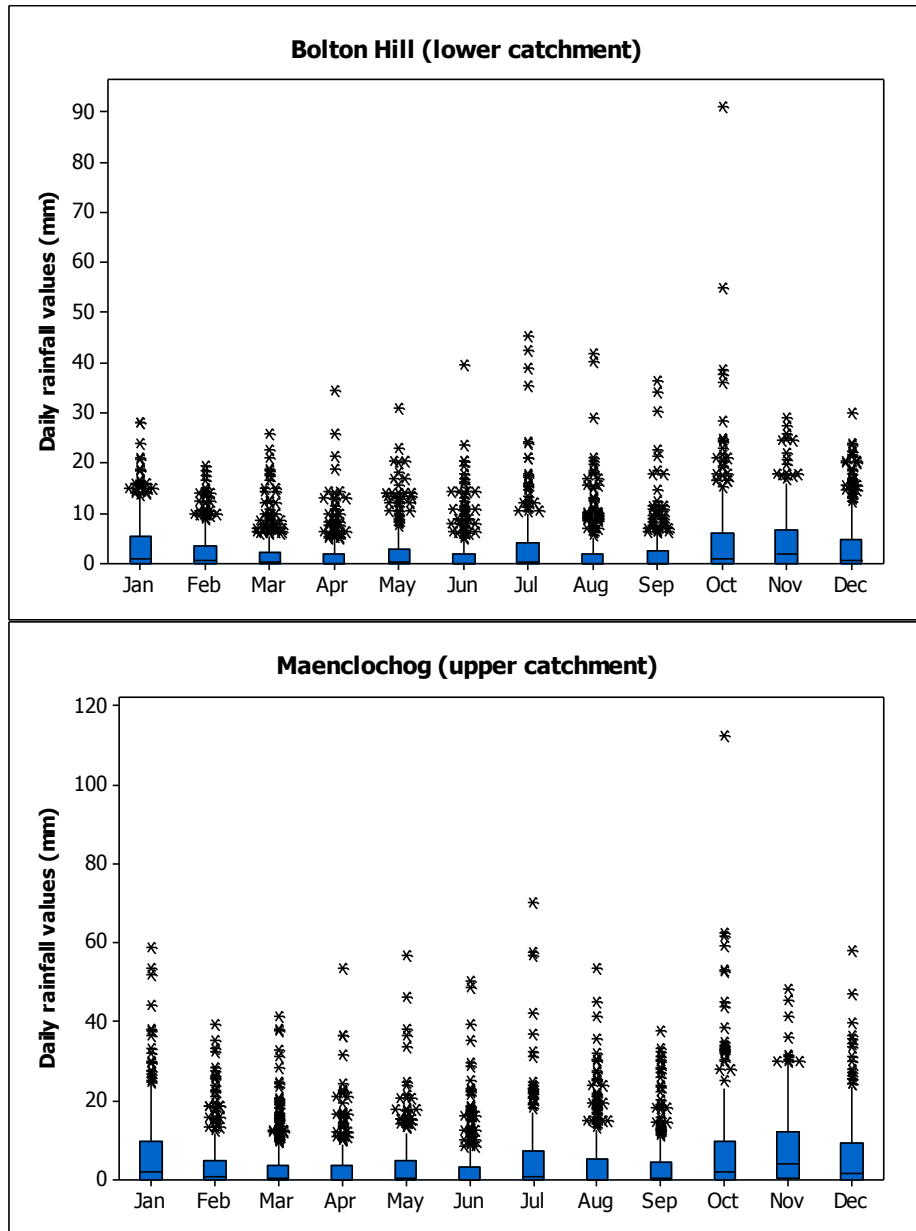 Bolton Hill (lower catchment)
Daily rainfall values (mm)
90
80
70
60
50
40
30
20
10
0
Jan Feb Mar Apr May Jun Jul Aug Sep Oct Nov Dec
Maenclochog (upper catchment)
Daily rainfall values (mm)
120
100
80
60
40
20
0
Jan Feb Mar Apr May Jun Jul Aug Sep Oct Nov Dec